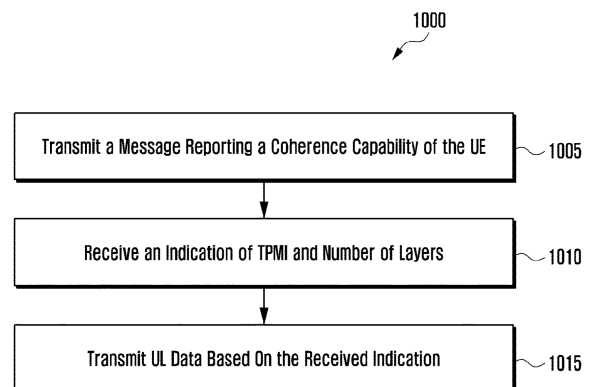 1000
Transmit a Message Reporting a Coherence Capability of the UE
1005
Receive an Indication of TPMI and Number of Layers
1010
Transmit UL Data Based On the Received Indication
1015